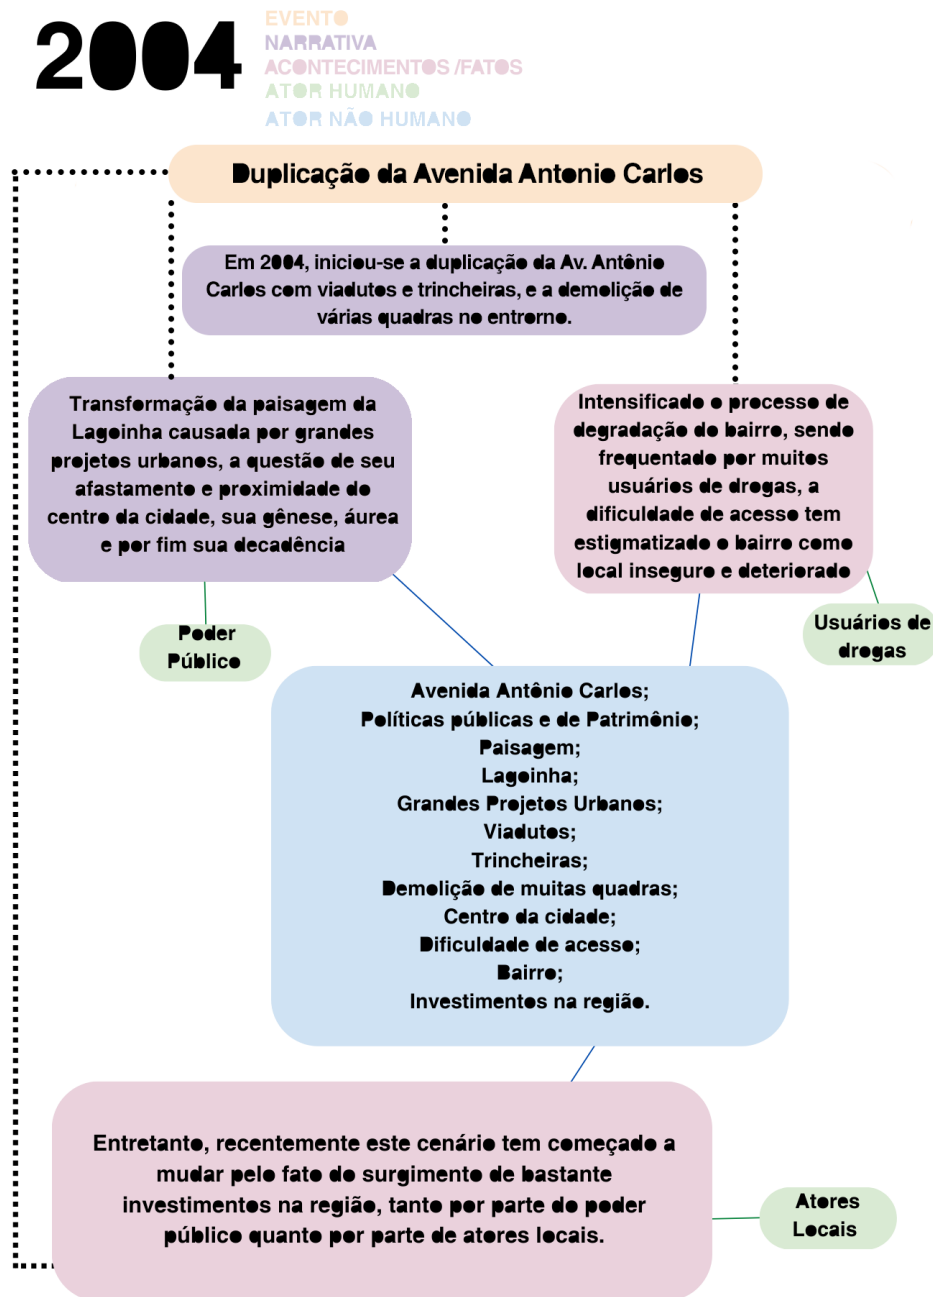 2004
EVENTO
NARRATIVA
ACONTECIMENTOS /FATOS
ATOR HUMANO
ATOR NÃO HUMANO
Duplicação da Avenida Antonio Carlos
Em 2004, iniciou-se a duplicação da Av. Antônio
Carlos com viadutos e trincheiras, e a demolição de
várias quadras no entorno.
Transformação da paisagem da
Lagoinha causada por grandes
projetos urbanos, a questão de seu
afastamento e proximidade do
centro da cidade, sua gênese, áurea
e por fim sua decadência
Intensificado o processo de
degradação do bairro, sendo
frequentado por muitos
usuários de drogas, a
dificuldade de acesso tem
estigmatizado o bairro como
local inseguro e deteriorado
Poder
Público
Usuários de
drogas
Avenida Antônio Carlos;
Políticas públicas e de Patrimônio;
Paisagem;
Lagoinha;
Grandes Projetos Urbanos;
Viadutos;
Trincheiras;
Demolição de muitas quadras;
Centro da cidade;
Dificuldade de acesso;
Bairro;
Investimentos na região.
Entretanto, recentemente este cenário tem começado a
mudar pelo fato do surgimento de bastante
investimentos na região, tanto por parte do poder
público quanto por parte de atores locais.
Atores
Locais